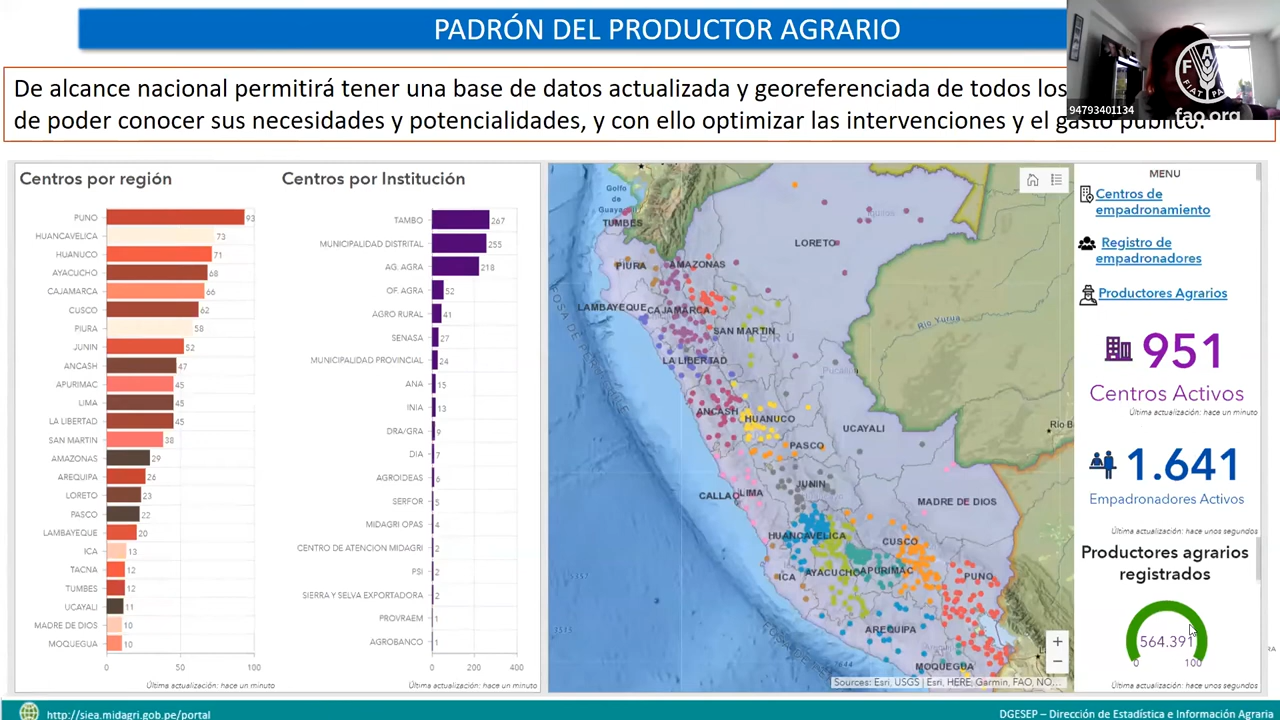 PADRÓN DEL PRODUCTOR AGRARIO
94793401134
FAO
FIAT PA
fao.org
De alcance nacional permitirá tener una base de datos actualizada y georeferenciada de todos los
de poder conocer sus necesidades y potencialidades, y con ello optimizar las intervenciones y el gasto público.
Centros por región
PUNO 93
HUANCAVELICA 73
HUANUCO 71
AYACUCHO 68
CAJAMARCA 66
CUSCO 62
PIURA 58
JUNIN 52
ANCASH 47
APURIMAC 45
LIMA 45
LA LIBERTAD 45
SAN MARTIN 38
AMAZONAS 29
AREQUIPA 26
LORETO 23
PASCO 22
LAMBAYEQUE 20
ICA 13
TACNA 12
TUMBES 12
UCAYALI 11
MADRE DE DIOS 10
MOQUEGUA 10
0 50 100
Última actualización: hace un minuto
Centros por Institución
TAMBO 267
MUNICIPALIDAD DISTRITAL 255
AG. AGRA 218
OF. AGRA 52
AGRO RURAL 41
SENASA 27
MUNICIPALIDAD PROVINCIAL 24
ANA 15
INIA 13
DRA/GRA 9
DIA 7
AGROIDEAS 6
SERFOR 5
MIDAGRI OPAS 4
CENTRO DE ATENCION MIDAGRI 2
PSI 2
SIERRA Y SELVA EXPORTADORA 2
PROVRAEM 1
AGROBANCO 1
0 200 400
Última actualización: hace un minuto
Golfo
de
Guaya
TUMBES
Iquitos
LORETO
PIURA
AMAZONAS
LAMBAYEQUE
CAJAMARCA
Río Yurua
SAN MARTIN
PERU
LA LIBERTAD
Pucallpa
ANCASH
HUANUCO
UCAYALI
Río B
PASCO
JUNIN
CALLAO
LIMA
MADRE DE DIOS
HUANCAVELICA
CUSCO
ICA
AYACUCHO
APURIMAC
PUNO
AREQUIPA
MOQUEGUA
+
−
Sources: Esri, USGS | Esri, HERE, Garmin, FAO, NO...
MENU
Centros de
empadronamiento
Registro de
empadronadores
Productores Agrarios
951
Centros Activos
Última actualización: hace un minuto
1.641
Empadronadores Activos
Última actualización: hace unos segundos
Productores agrarios
registrados
564.391
0 100
Última actualización: hace unos segundos
http://siea.midagri.gob.pe/portal
DGESEP – Dirección de Estadística e Información Agraria